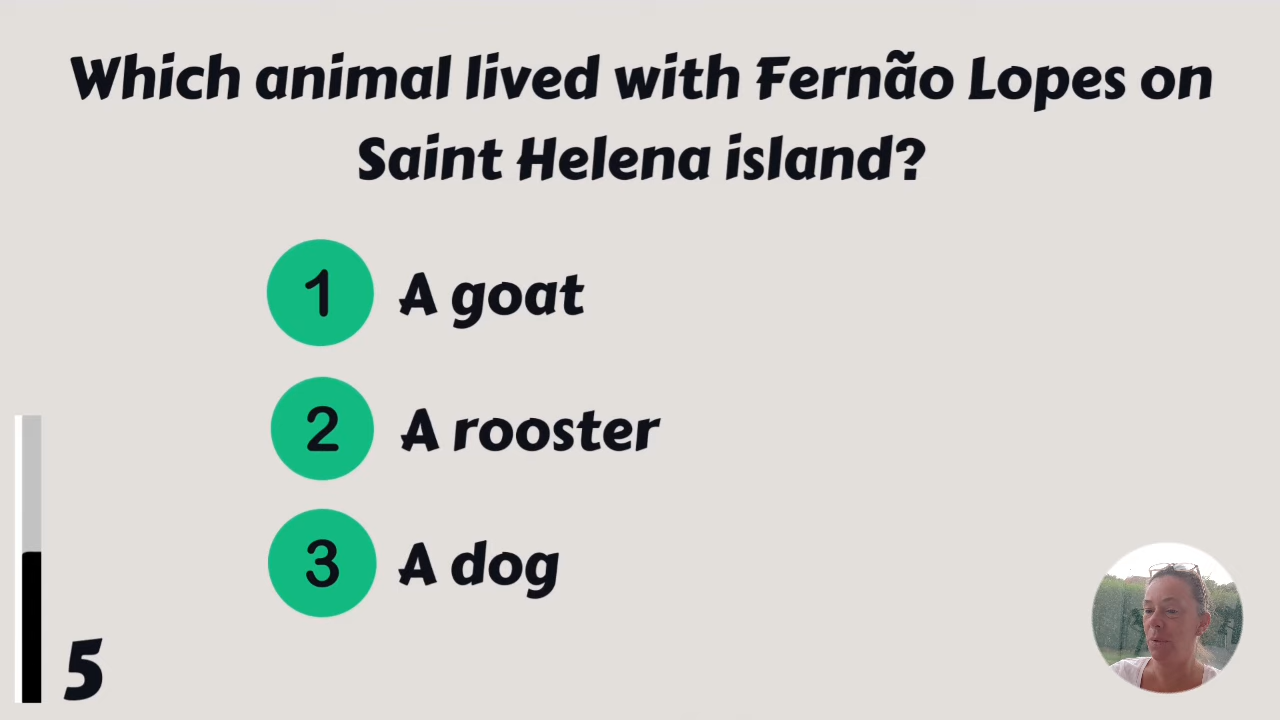 Which animal lived with Fernão Lopes on
Saint Helena island?
1 A goat
2 A rooster
3 A dog
5